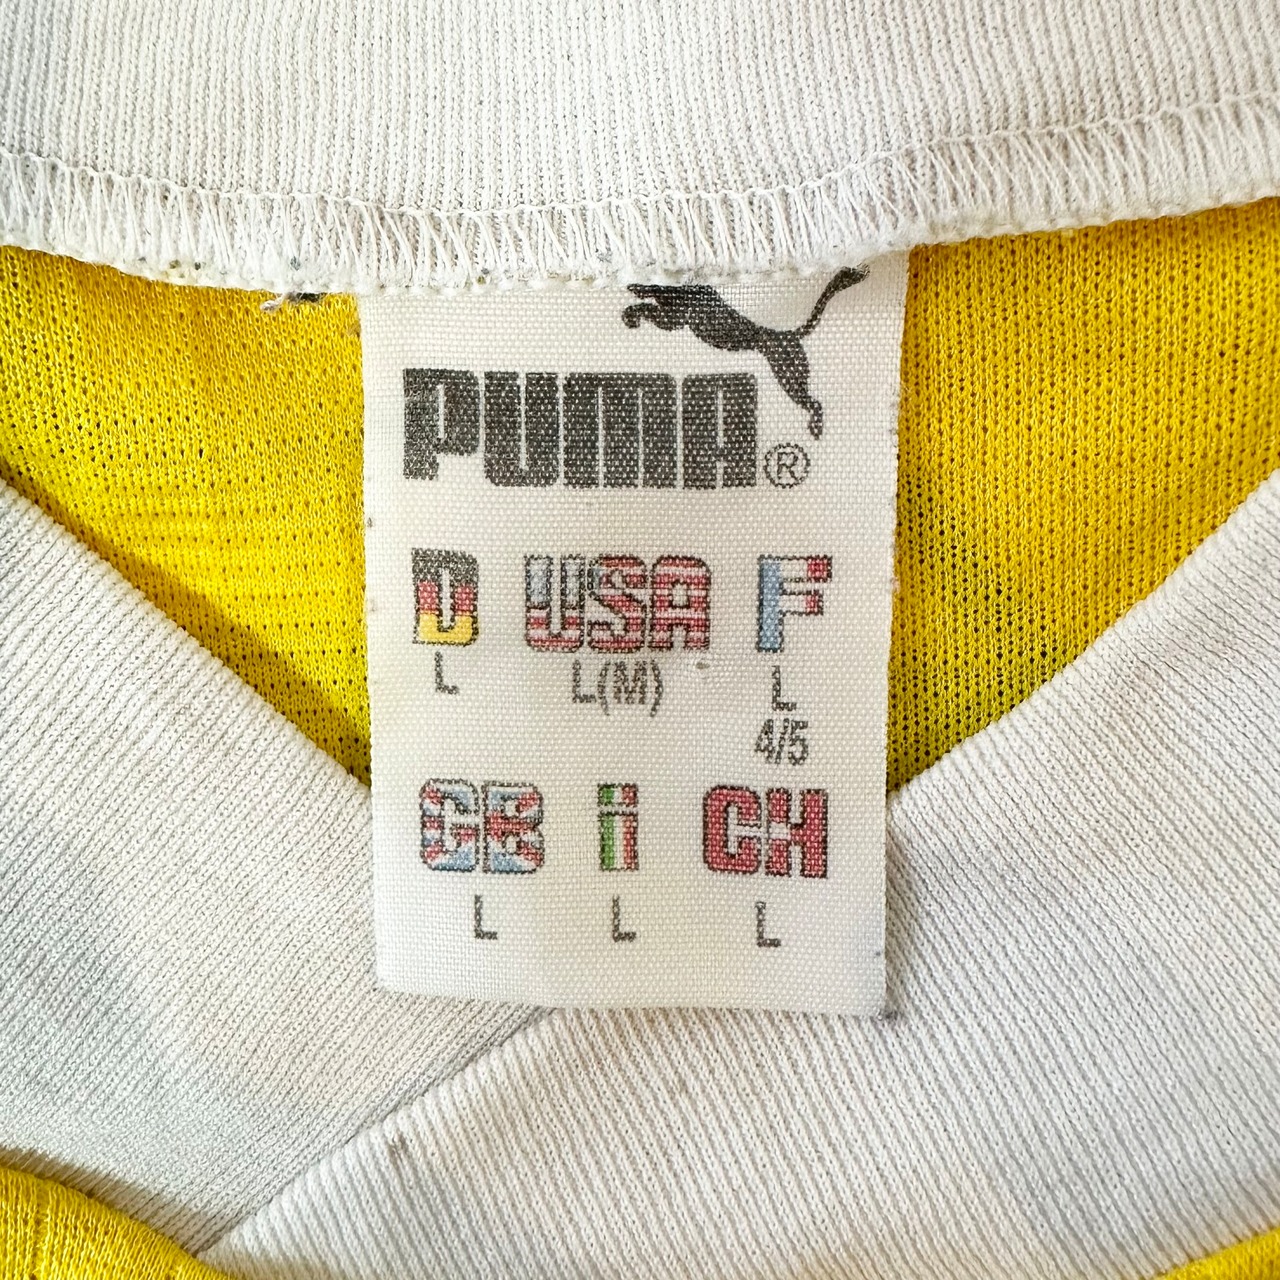 PUMA®
D USA F
L L(M) L
4/5
GB i CH
L L L